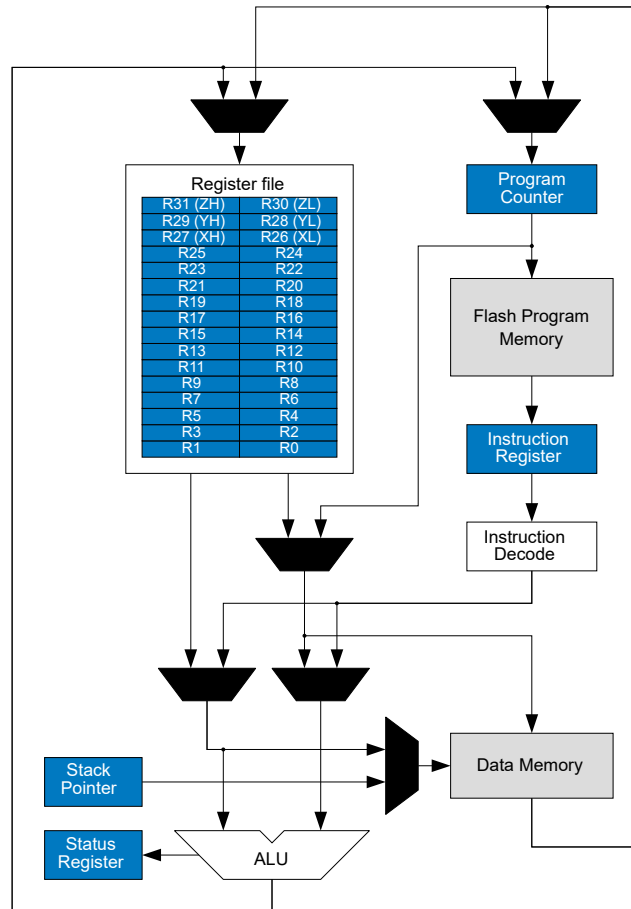 Register file
R31 (ZH) R30 (ZL)
R29 (YH) R28 (YL)
R27 (XH) R26 (XL)
R25 R24
R23 R22
R21 R20
R19 R18
R17 R16
R15 R14
R13 R12
R11 R10
R9 R8
R7 R6
R5 R4
R3 R2
R1 R0
Program
Counter
Flash Program
Memory
Instruction
Register
Instruction
Decode
Stack
Pointer
Data Memory
Status
Register
ALU